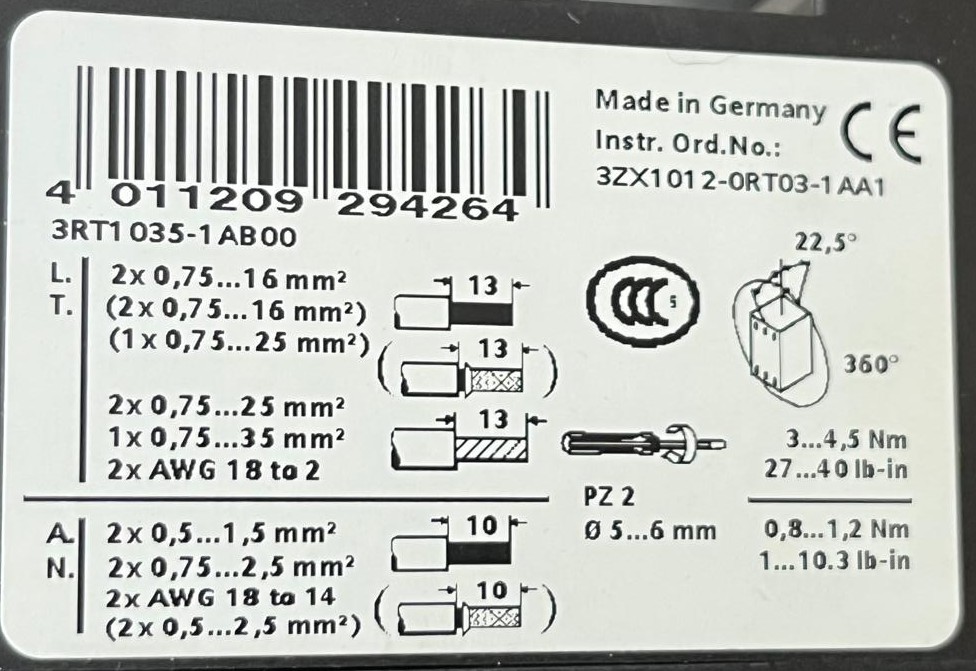 4 011209 294264
3RT1035-1AB00
Made in Germany
Instr. Ord.No.:
3ZX1012-0RT03-1AA1
CE
L. 2x 0,75...16 mm²
T. (2x 0,75...16 mm²)
(1x 0,75...25 mm²)
2x 0,75...25 mm²
1x 0,75...35 mm²
2x AWG 18 to 2
13
13
13
CCC S
22,5°
360°
PZ 2
Ø 5...6 mm
3...4,5 Nm
27...40 lb-in
A. 2x 0,5...1,5 mm²
N. 2x 0,75...2,5 mm²
2x AWG 18 to 14
(2x 0,5...2,5 mm²)
10
10
0,8...1,2 Nm
1...10.3 lb-in